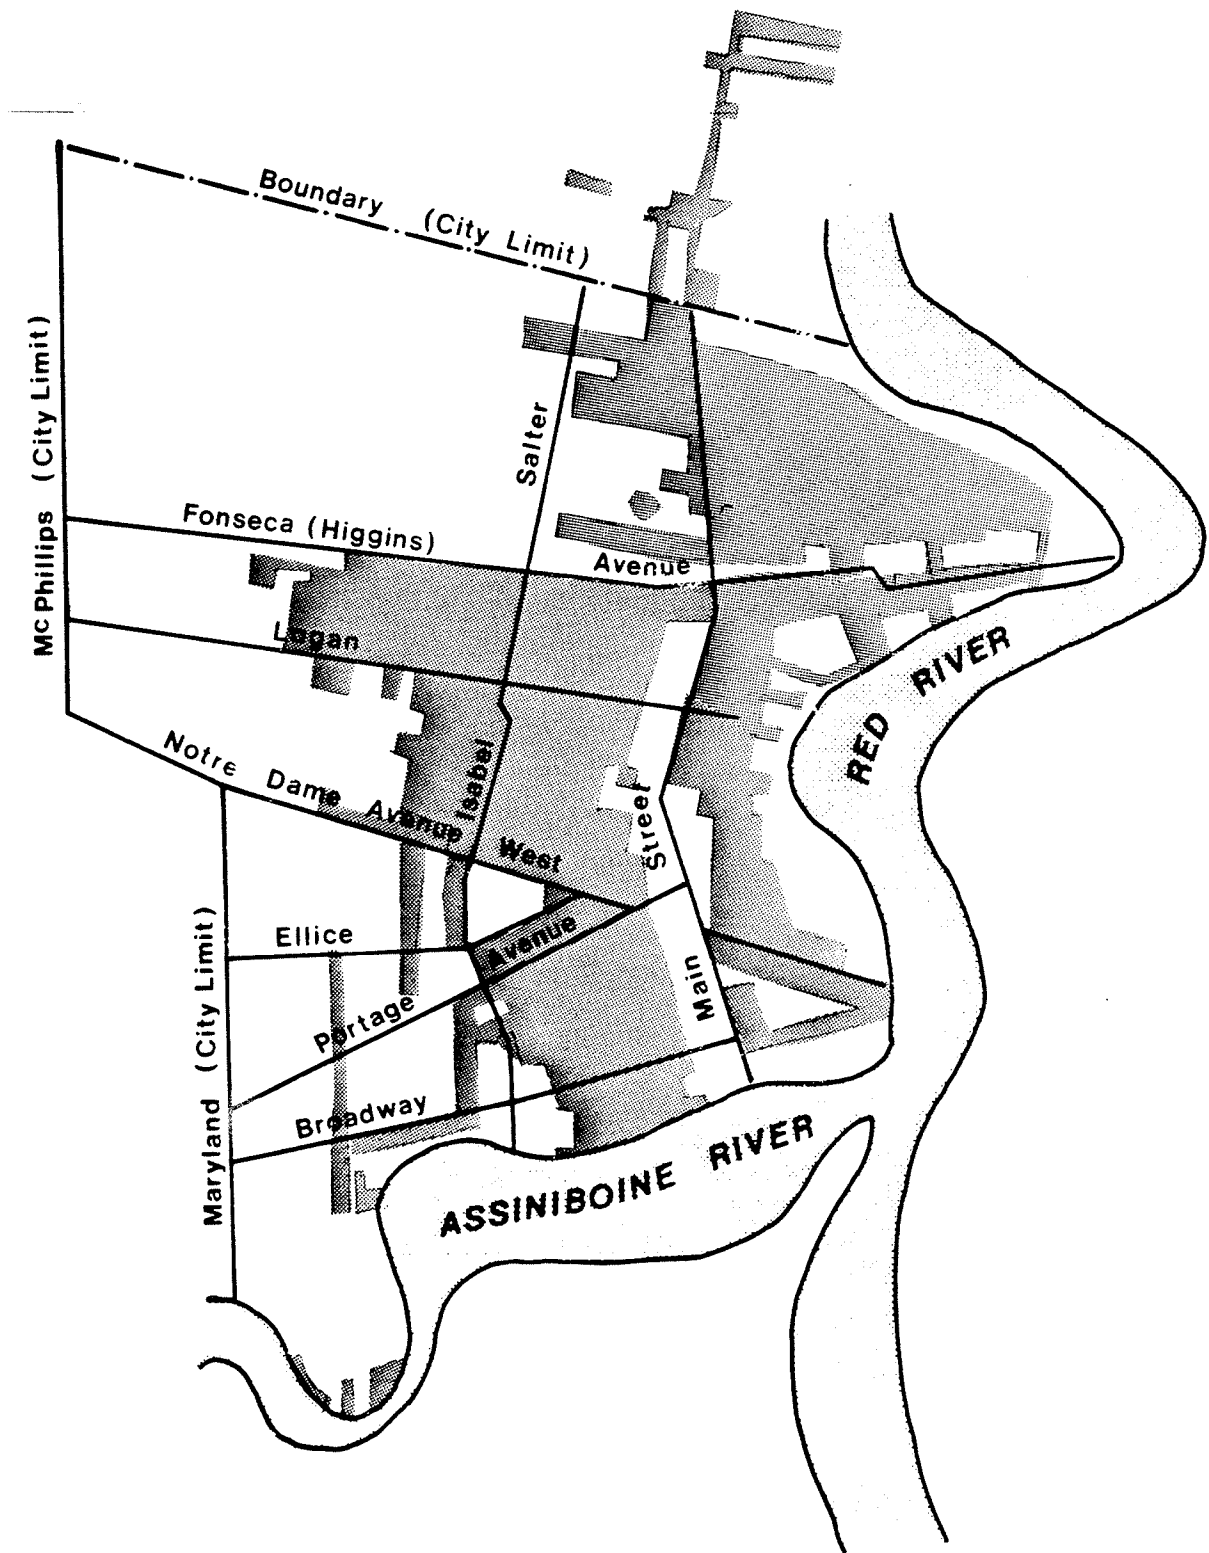 Boundary (City Limit)
McPhillips (City Limit)
Salter
Fonseca (Higgins)
Avenue
Logan
RED RIVER
Notre Dame Avenue West
Isabel
Street
Ellice
Avenue
Portage
Main
Maryland (City Limit)
Broadway
ASSINIBOINE RIVER